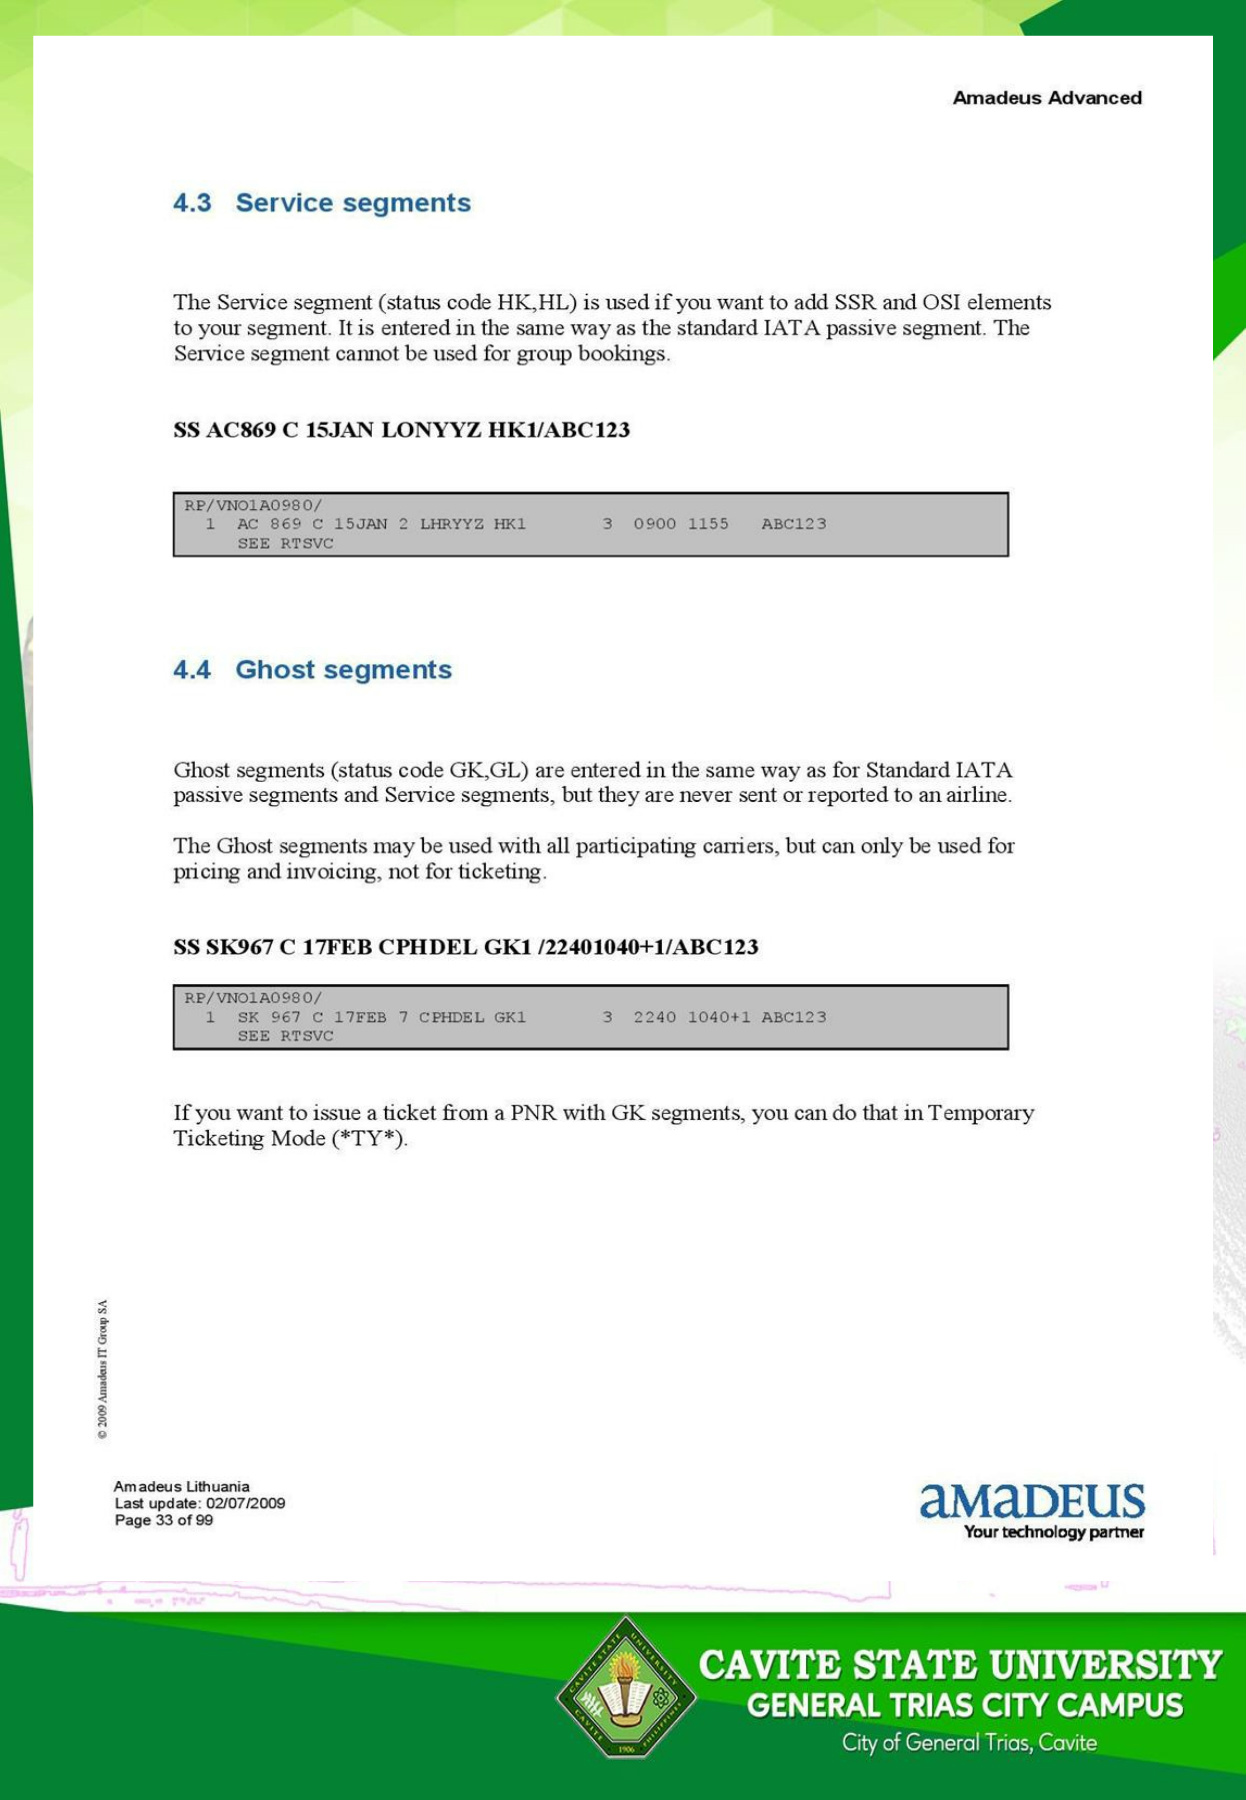 Amadeus Advanced
4.3 Service segments
The Service segment (status code HK,HL) is used if you want to add SSR and OSI elements
to your segment. It is entered in the same way as the standard IATA passive segment. The
Service segment cannot be used for group bookings.
SS AC869 C 15JAN LONYYZ HK1/ABC123
RP/VNO1A0980/
1 AC 869 C 15JAN 2 LHRYYZ HK1 3 0900 1155 ABC123
SEE RTSVC
4.4 Ghost segments
Ghost segments (status code GK,GL) are entered in the same way as for Standard IATA
passive segments and Service segments, but they are never sent or reported to an airline.
The Ghost segments may be used with all participating carriers, but can only be used for
pricing and invoicing, not for ticketing.
SS SK967 C 17FEB CPHDEL GK1 /22401040+1/ABC123
RP/VNO1A0980/
1 SK 967 C 17FEB 7 CPHDEL GK1 3 2240 1040+1 ABC123
SEE RTSVC
If you want to issue a ticket from a PNR with GK segments, you can do that in Temporary
Ticketing Mode (*TY*).
© 2009 Amadeus IT Group SA
Amadeus Lithuania
Last update: 02/07/2009
Page 33 of 99
aMaDEUS
Your technology partner
CAVITE STATE UNIVERSITY
CAVITE PHILIPPINES
1906
CAVITE STATE UNIVERSITY
GENERAL TRIAS CITY CAMPUS
City of General Trias, Cavite